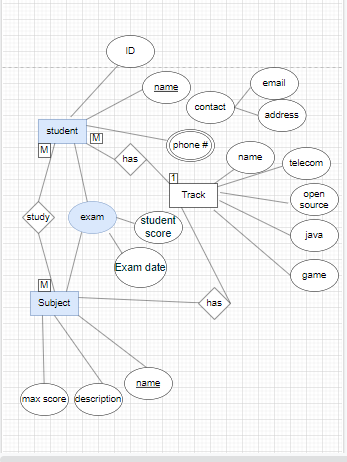 ID
name
email
contact
address
student
M
M
phone #
has
name
telecom
1
Track
open
source
study
exam
student
score
java
Exam date
game
M
Subject
has
name
max score
description